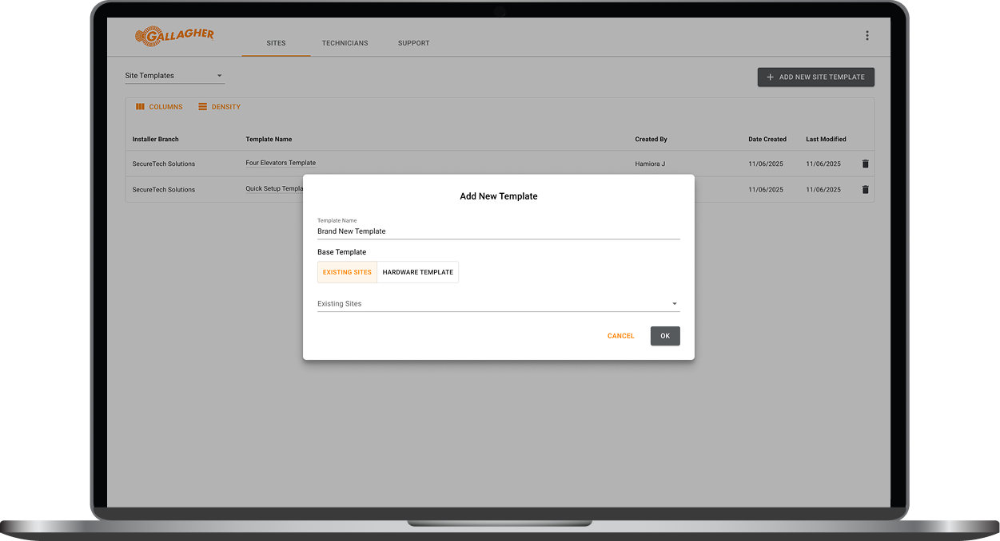 GALLAGHER
SITES TECHNICIANS SUPPORT
Site Templates
ADD NEW SITE TEMPLATE
COLUMNS DENSITY
Installer Branch Template Name Created By Date Created Last Modified
SecureTech Solutions Four Elevators Template Hamiora J 11/06/2025 11/06/2025
SecureTech Solutions Quick Setup 11/06/2025 11/06/2025
Add New Template
Template Name
Brand New Template
Base Template
EXISTING SITES HARDWARE TEMPLATE
Existing Sites
CANCEL OK